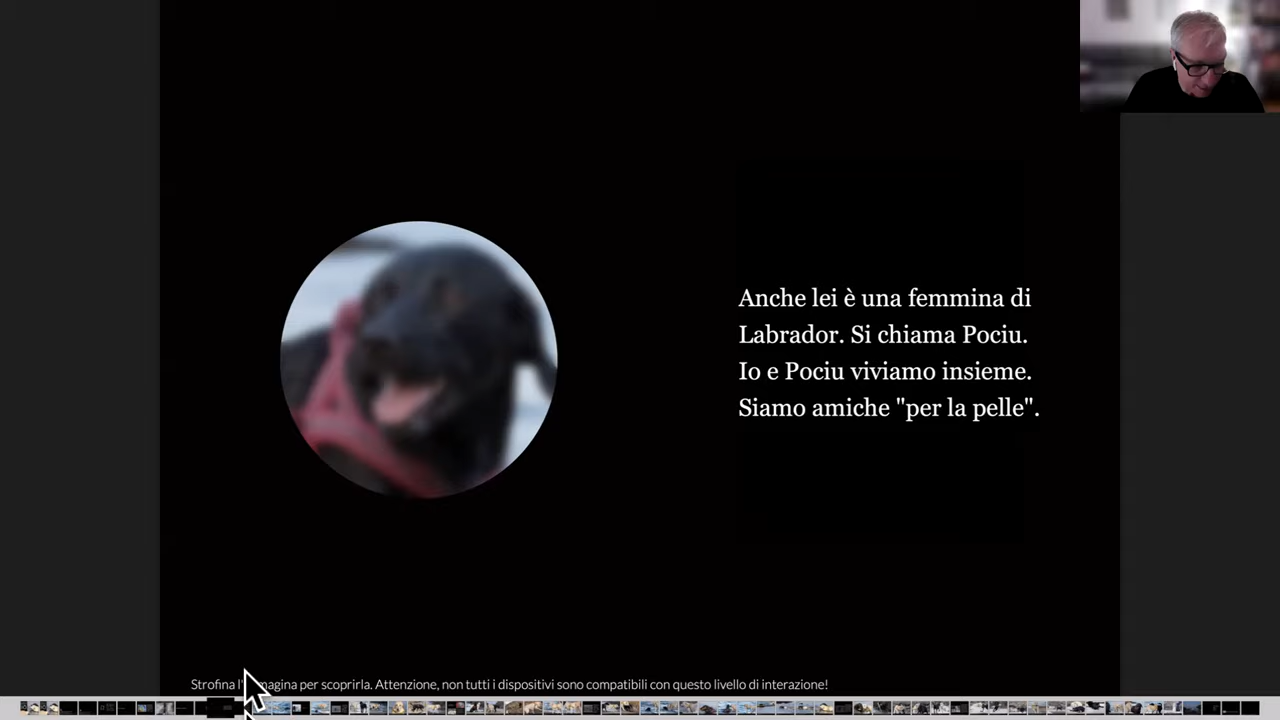 Anche lei è una femmina di
Labrador. Si chiama Pociu.
Io e Pociu viviamo insieme.
Siamo amiche "per la pelle".
Strofina per scoprirla. Attenzione, non tutti i dispositivi sono compatibili con questo livello di interazione!